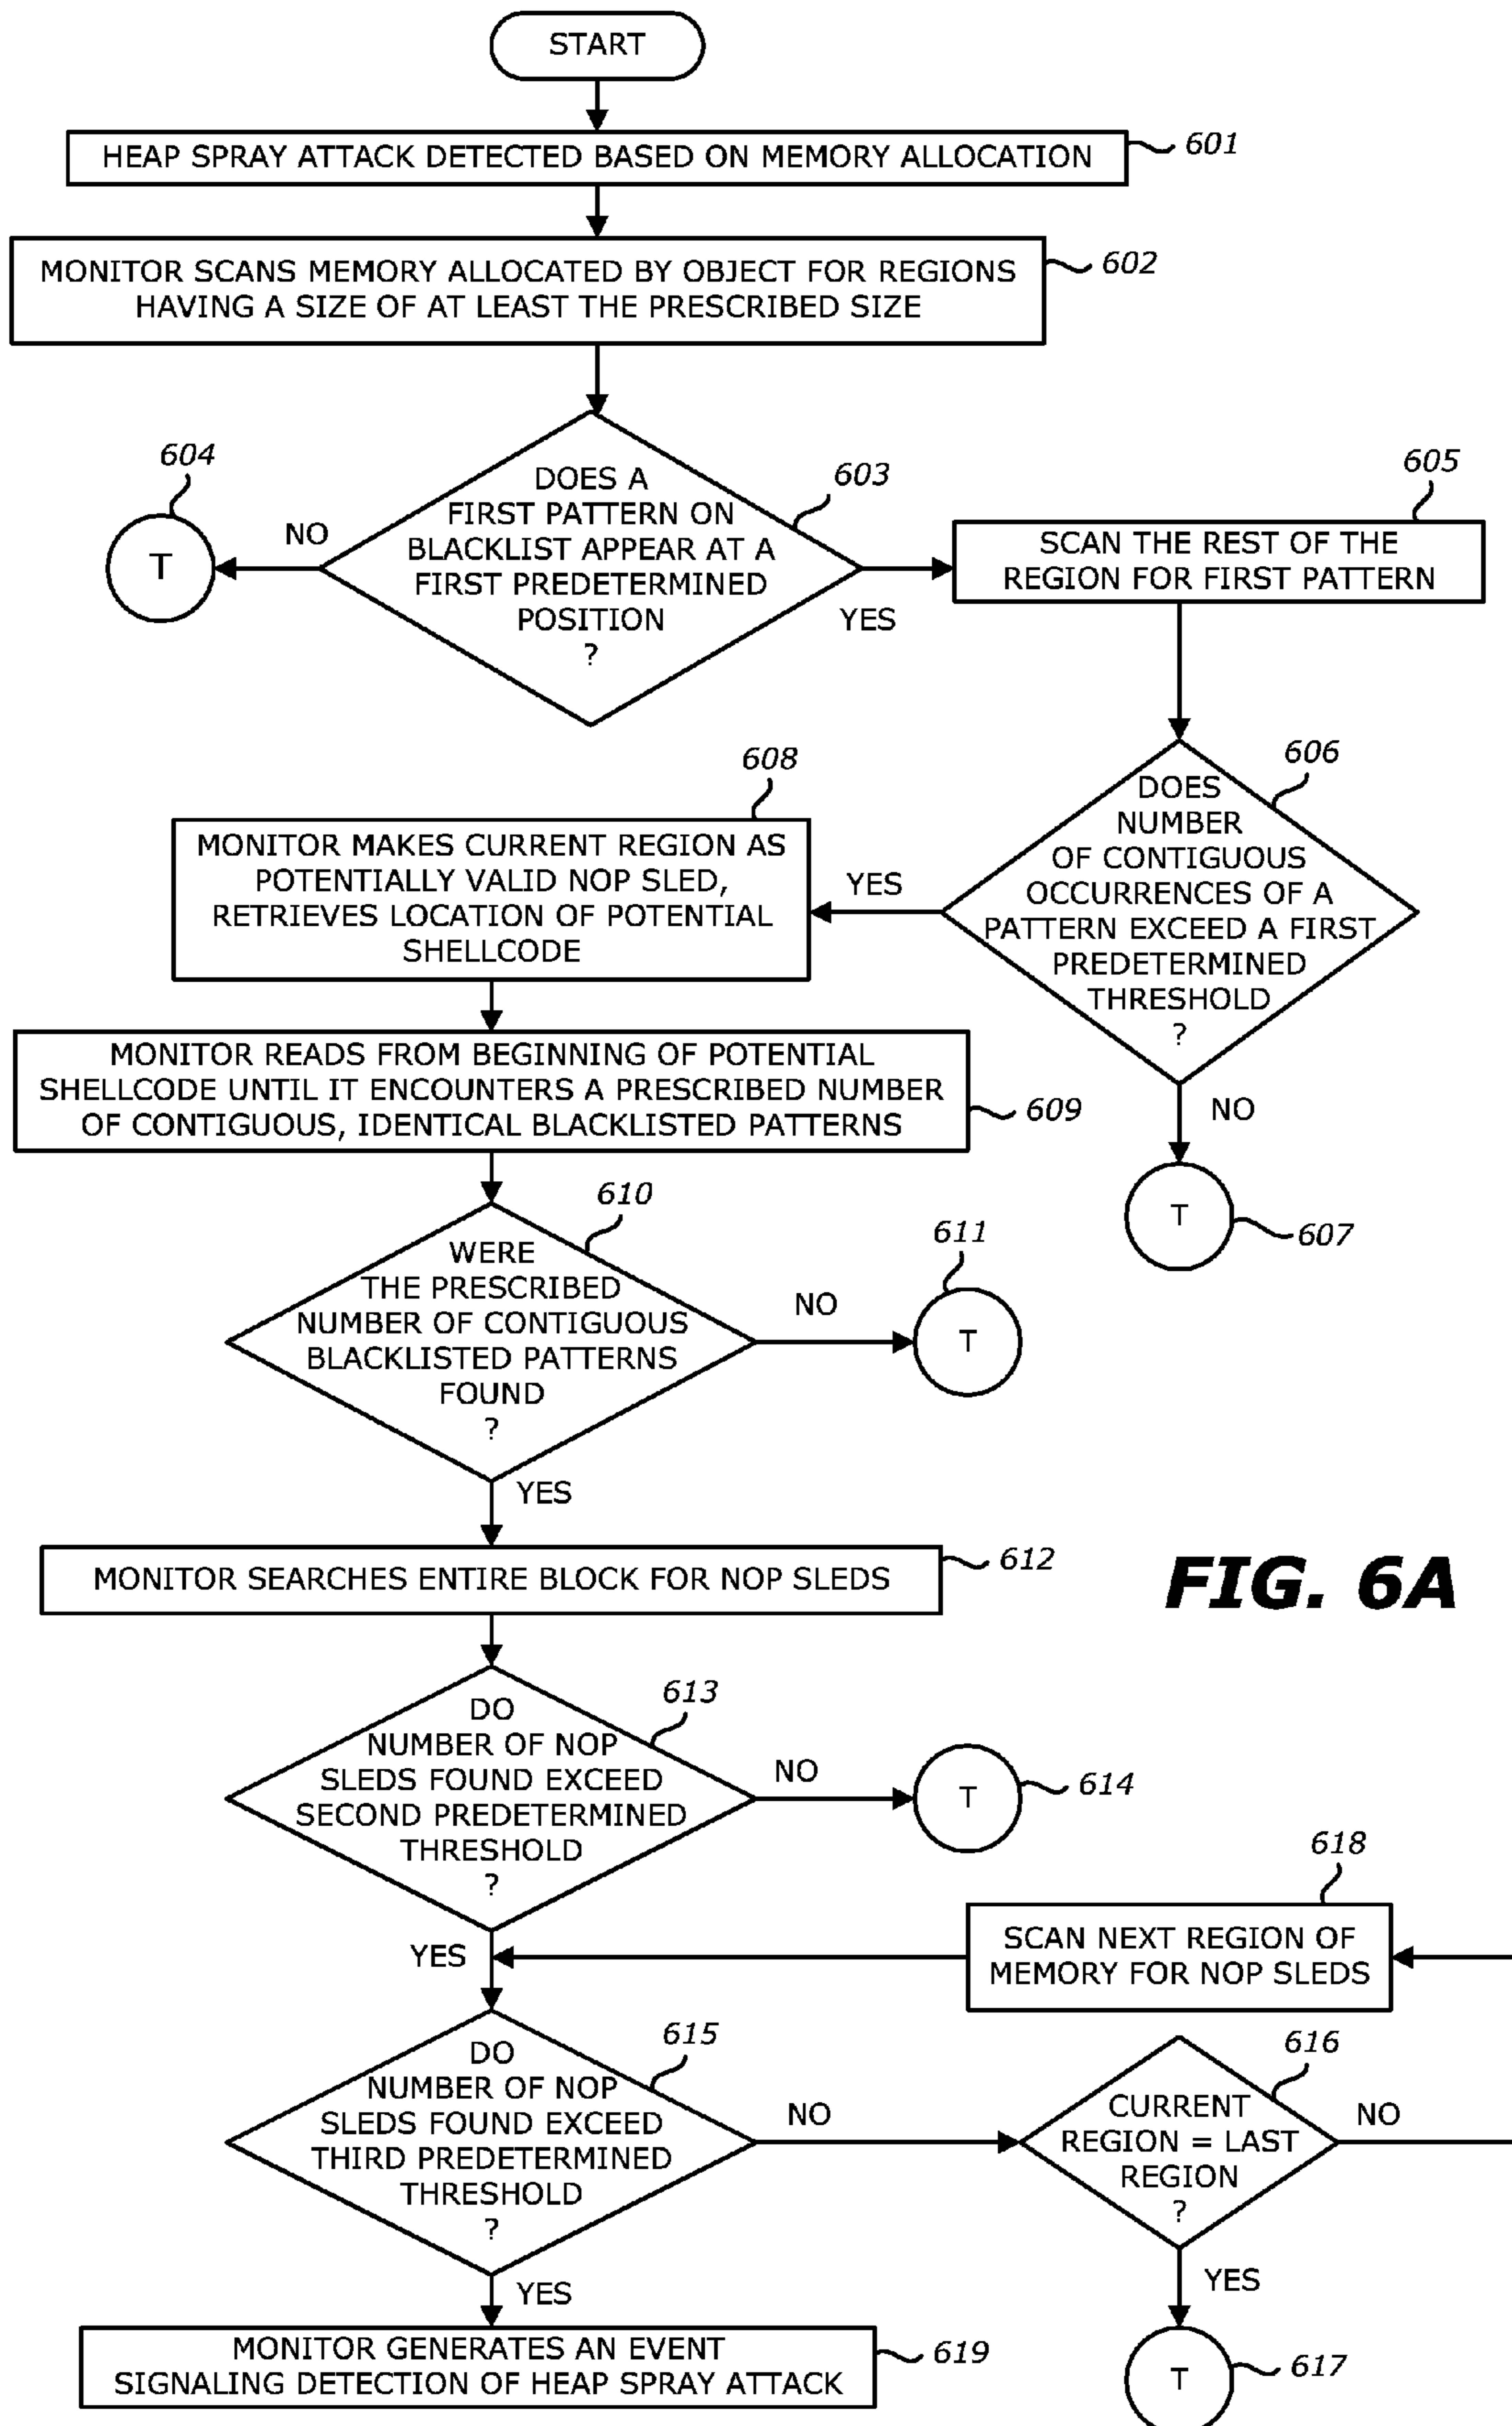 START
HEAP SPRAY ATTACK DETECTED BASED ON MEMORY ALLOCATION
601
MONITOR SCANS MEMORY ALLOCATED BY OBJECT FOR REGIONS
HAVING A SIZE OF AT LEAST THE PRESCRIBED SIZE
602
604
T
NO
DOES A
FIRST PATTERN ON
BLACKLIST APPEAR AT A
FIRST PREDETERMINED
POSITION
?
603
YES
605
SCAN THE REST OF THE
REGION FOR FIRST PATTERN
606
DOES
NUMBER
OF CONTIGUOUS
OCCURRENCES OF A
PATTERN EXCEED A FIRST
PREDETERMINED
THRESHOLD
?
YES
NO
T
607
608
MONITOR MAKES CURRENT REGION AS
POTENTIALLY VALID NOP SLED,
RETRIEVES LOCATION OF POTENTIAL
SHELLCODE
MONITOR READS FROM BEGINNING OF POTENTIAL
SHELLCODE UNTIL IT ENCOUNTERS A PRESCRIBED NUMBER
OF CONTIGUOUS, IDENTICAL BLACKLISTED PATTERNS
609
610
WERE
THE PRESCRIBED
NUMBER OF CONTIGUOUS
BLACKLISTED PATTERNS
FOUND
?
NO
611
T
YES
MONITOR SEARCHES ENTIRE BLOCK FOR NOP SLEDS
612
FIG. 6A
613
DO
NUMBER OF NOP
SLEDS FOUND EXCEED
SECOND PREDETERMINED
THRESHOLD
?
NO
T
614
YES
618
SCAN NEXT REGION OF
MEMORY FOR NOP SLEDS
615
DO
NUMBER OF NOP
SLEDS FOUND EXCEED
THIRD PREDETERMINED
THRESHOLD
?
NO
616
CURRENT
REGION = LAST
REGION
?
NO
YES
T
617
YES
MONITOR GENERATES AN EVENT
SIGNALING DETECTION OF HEAP SPRAY ATTACK
619